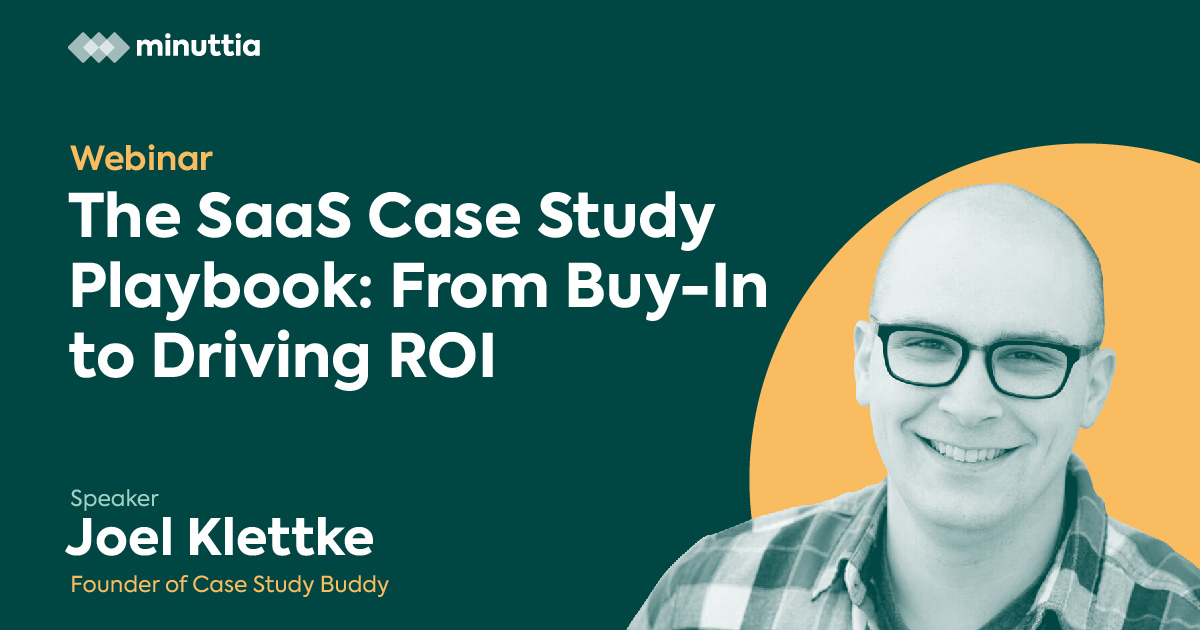 minuttia
Webinar
The SaaS Case Study
Playbook: From Buy-In
to Driving ROI
Speaker
Joel Klettke
Founder of Case Study Buddy